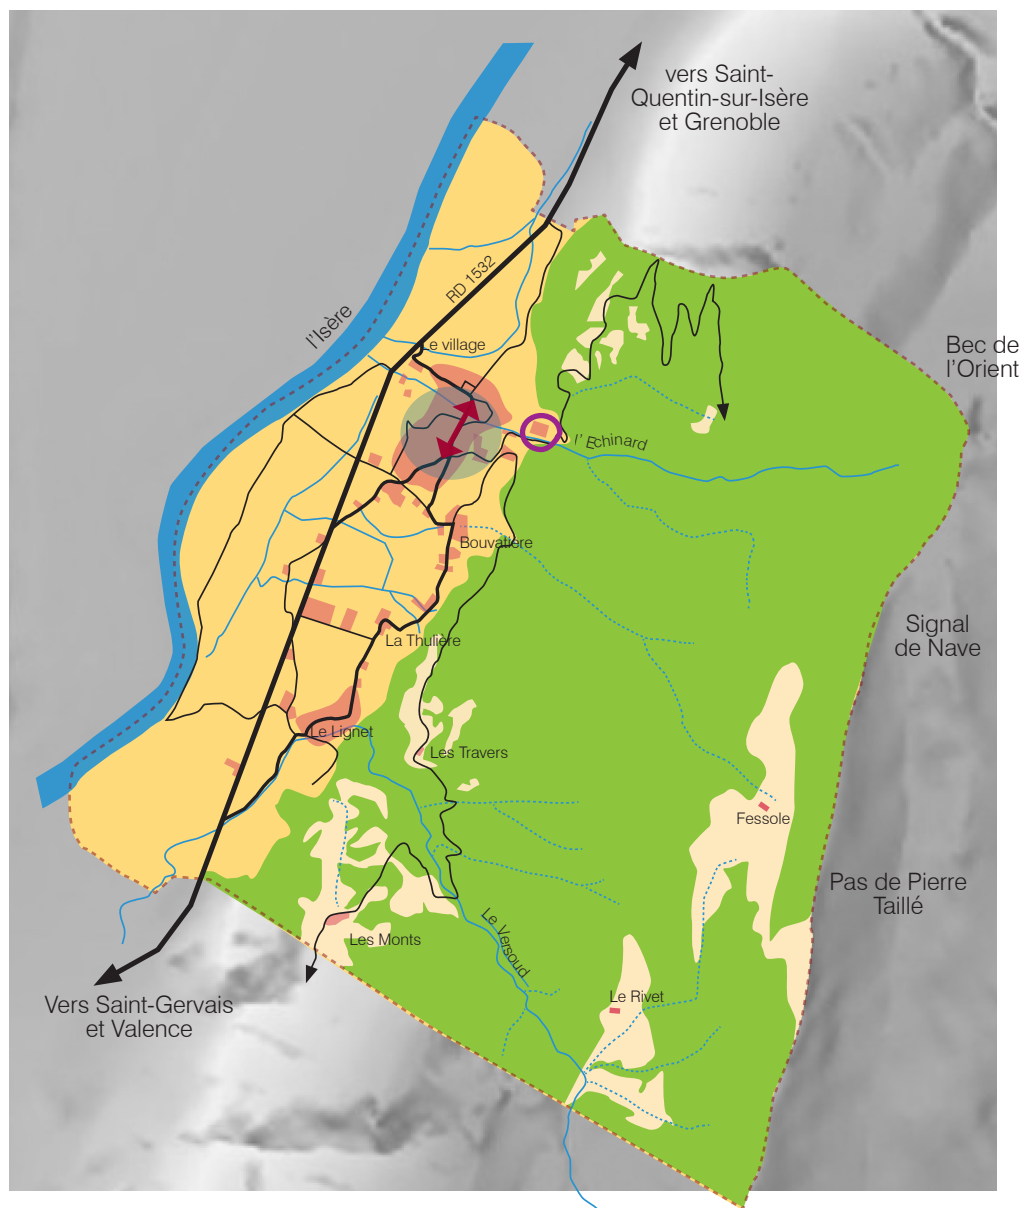 vers Saint-
Quentin-sur-Isère
et Grenoble
RD 1532
l'Isère
e village
Bec de
l'Orient
l' Echinard
Bouvatière
Signal
de Nave
La Thulière
Le Lignet
Les Travers
Fessole
Pas de Pierre
Taillé
Les Monts
Le Versoud
Le Rivet
Vers Saint-Gervais
et Valence